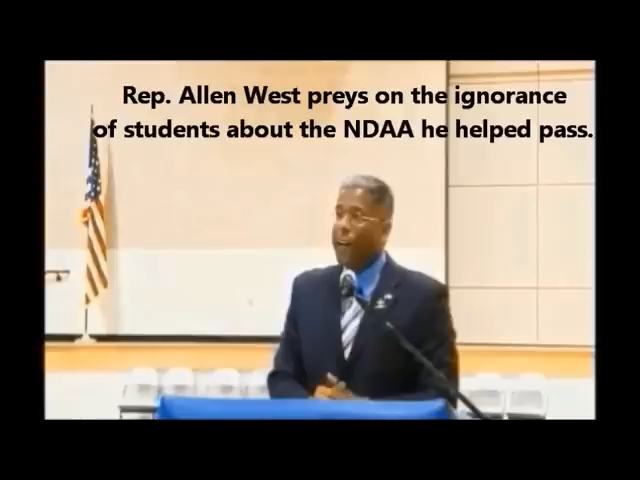 Rep. Allen West preys on the ignorance
of students about the NDAA he helped pass.